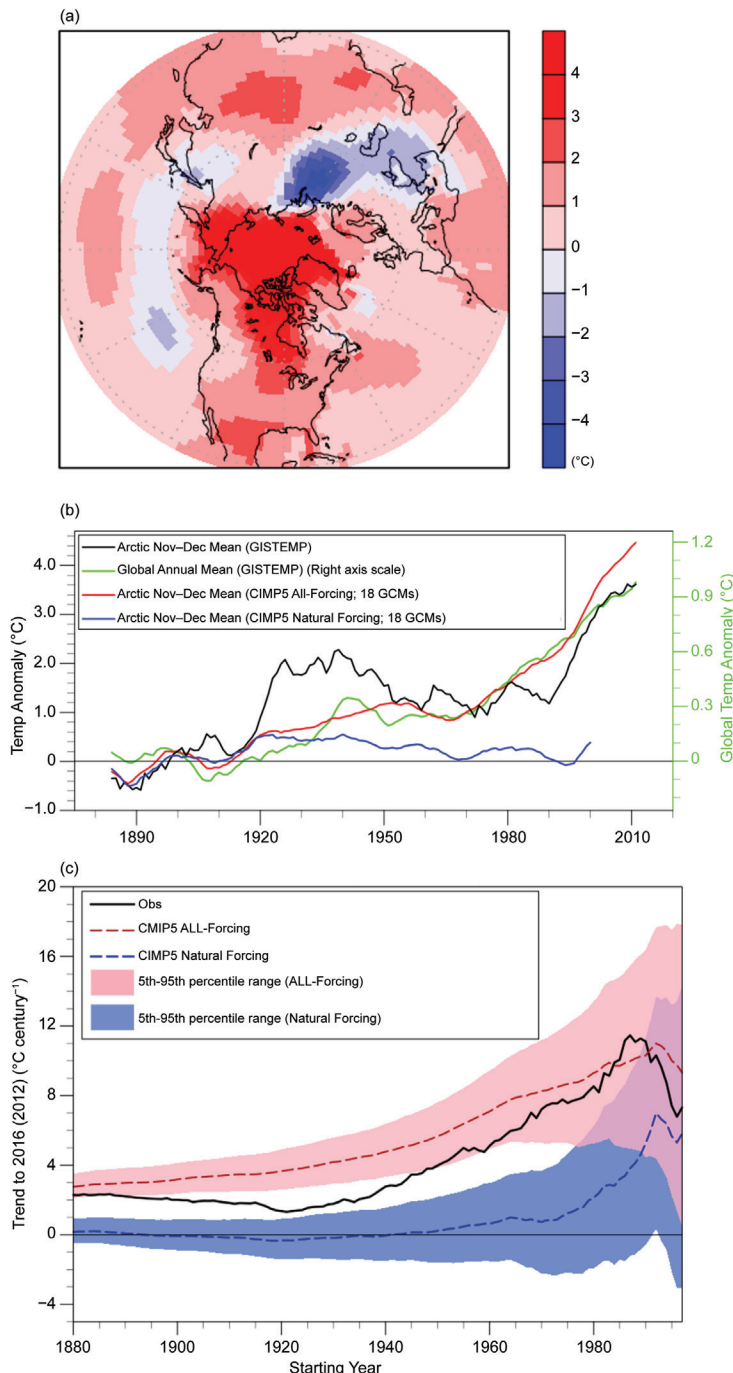 (a)
4
3
2
1
0
−1
−2
−3
−4
(°C)
(b)
Arctic Nov–Dec Mean (GISTEMP)
Global Annual Mean (GISTEMP) (Right axis scale)
Arctic Nov–Dec Mean (CIMP5 All-Forcing; 18 GCMs)
Arctic Nov–Dec Mean (CIMP5 Natural Forcing; 18 GCMs)
Temp Anomaly (°C)
4.0
3.0
2.0
1.0
0
−1.0
1.2
0.9
0.6
0.3
0
Global Temp Anomaly (°C)
1890
1920
1950
1980
2010
(c)
Obs
CMIP5 ALL-Forcing
CIMP5 Natural Forcing
5th-95th percentile range (ALL-Forcing)
5th-95th percentile range (Natural Forcing)
Trend to 2016 (2012) (°C century⁻¹)
20
16
12
8
4
0
−4
1880
1900
1920
1940
1960
1980
Starting Year